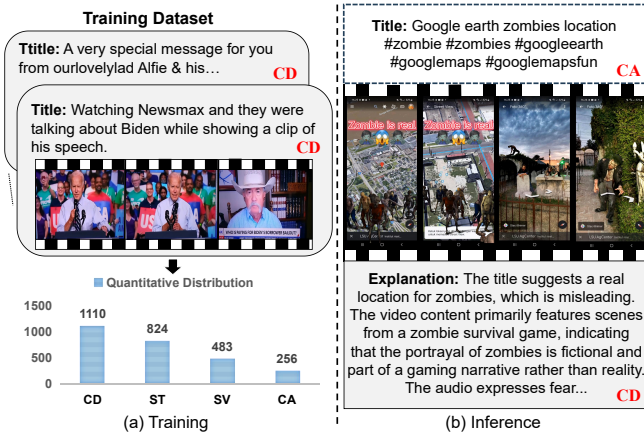 Training Dataset
Ttitle: A very special message for you
from ourlovelylad Alfie & his…
CD
Title: Watching Newsmax and they were
talking about Biden while showing a clip of
his speech.
CD
Quantitative Distribution
1500
1000
500
0
1110
824
483
256
CD ST SV CA
(a) Training
Title: Google earth zombies location
#zombie #zombies #googleearth
#googlemaps #googlemapsfun
CA
Zombie is real
Zombie is real
Explanation: The title suggests a real
location for zombies, which is misleading.
The video content primarily features scenes
from a zombie survival game, indicating
that the portrayal of zombies is fictional and
part of a gaming narrative rather than reality.
The audio expresses fear...
CD
(b) Inference